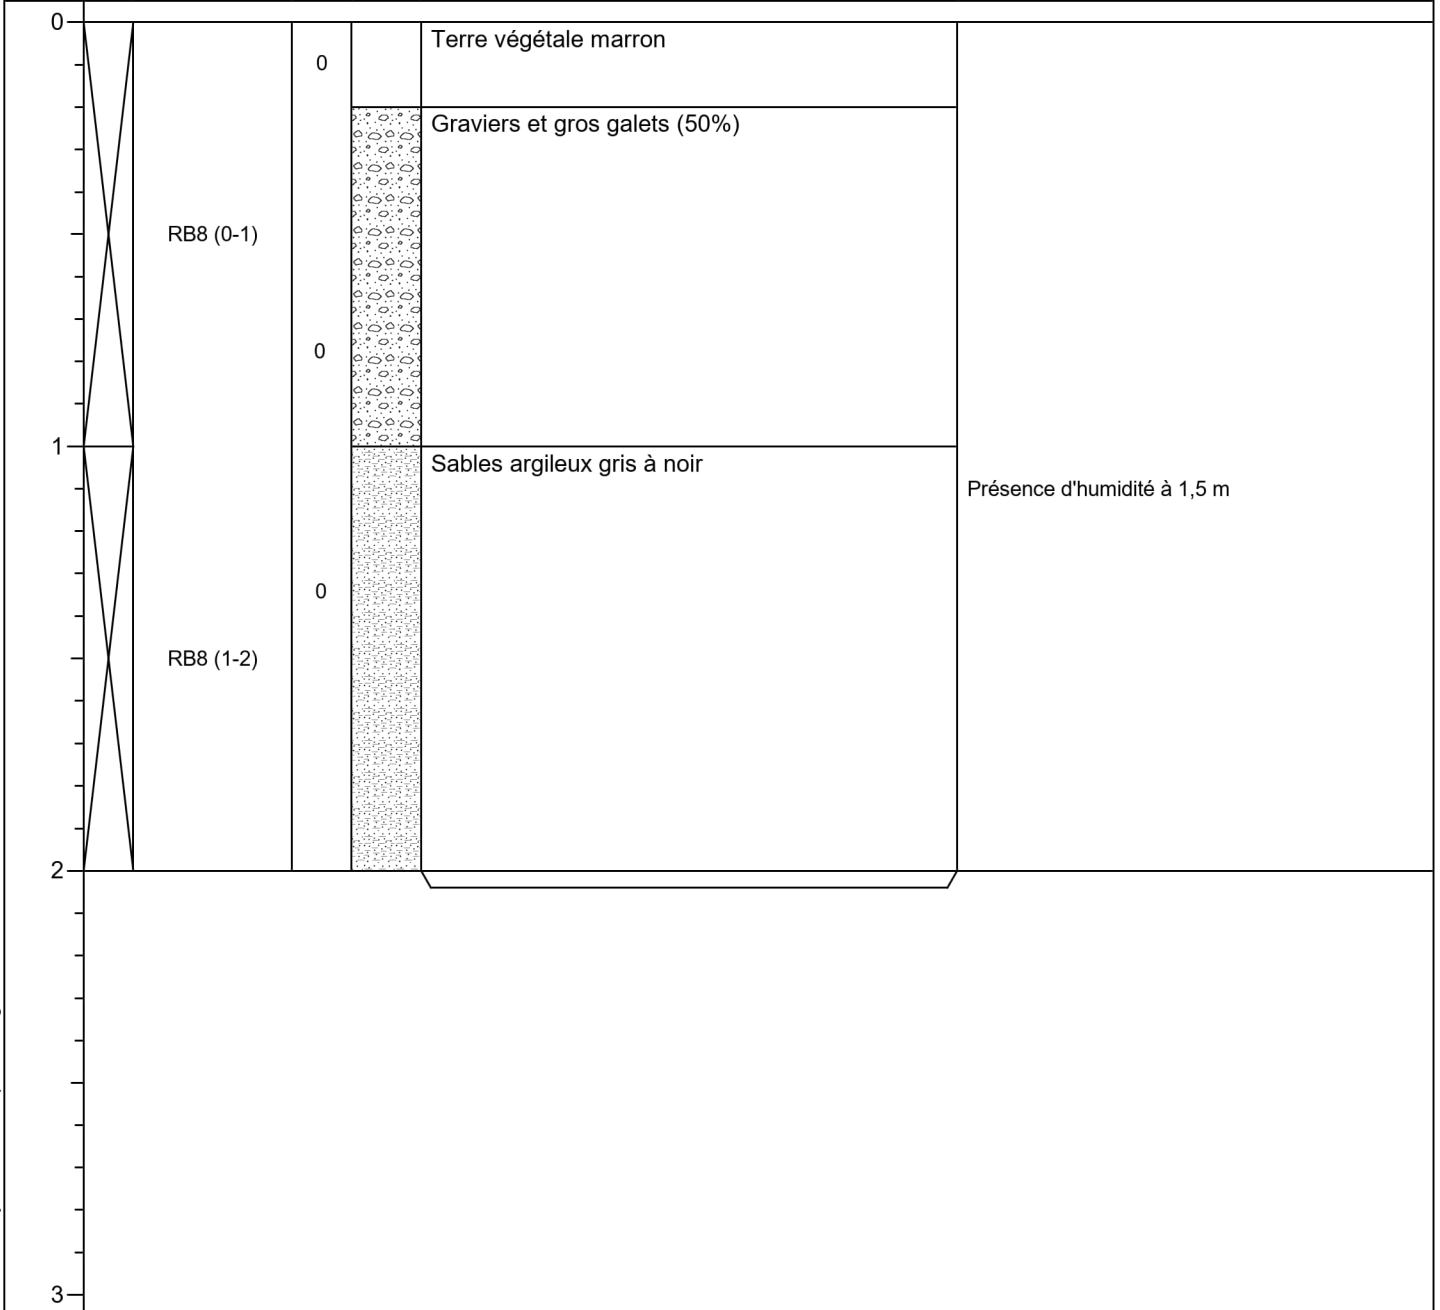 0
Terre végétale marron
0
Graviers et gros galets (50%)
RB8 (0-1)
0
1
Sables argileux gris à noir
Présence d'humidité à 1,5 m
0
RB8 (1-2)
2
3